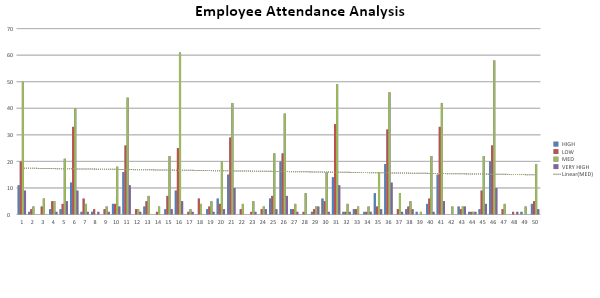 Employee Attendance Analysis
70
60
50
40
30
20
10
0
1 2 3 4 5 6 7 8 9 10 11 12 13 14 15 16 17 18 19 20 21 22 23 24 25 26 27 28 29 30 31 32 33 34 35 36 37 38 39 40 41 42 43 44 45 46 47 48 49 50
HIGH
LOW
MED
VERY HIGH
Linear(MED)